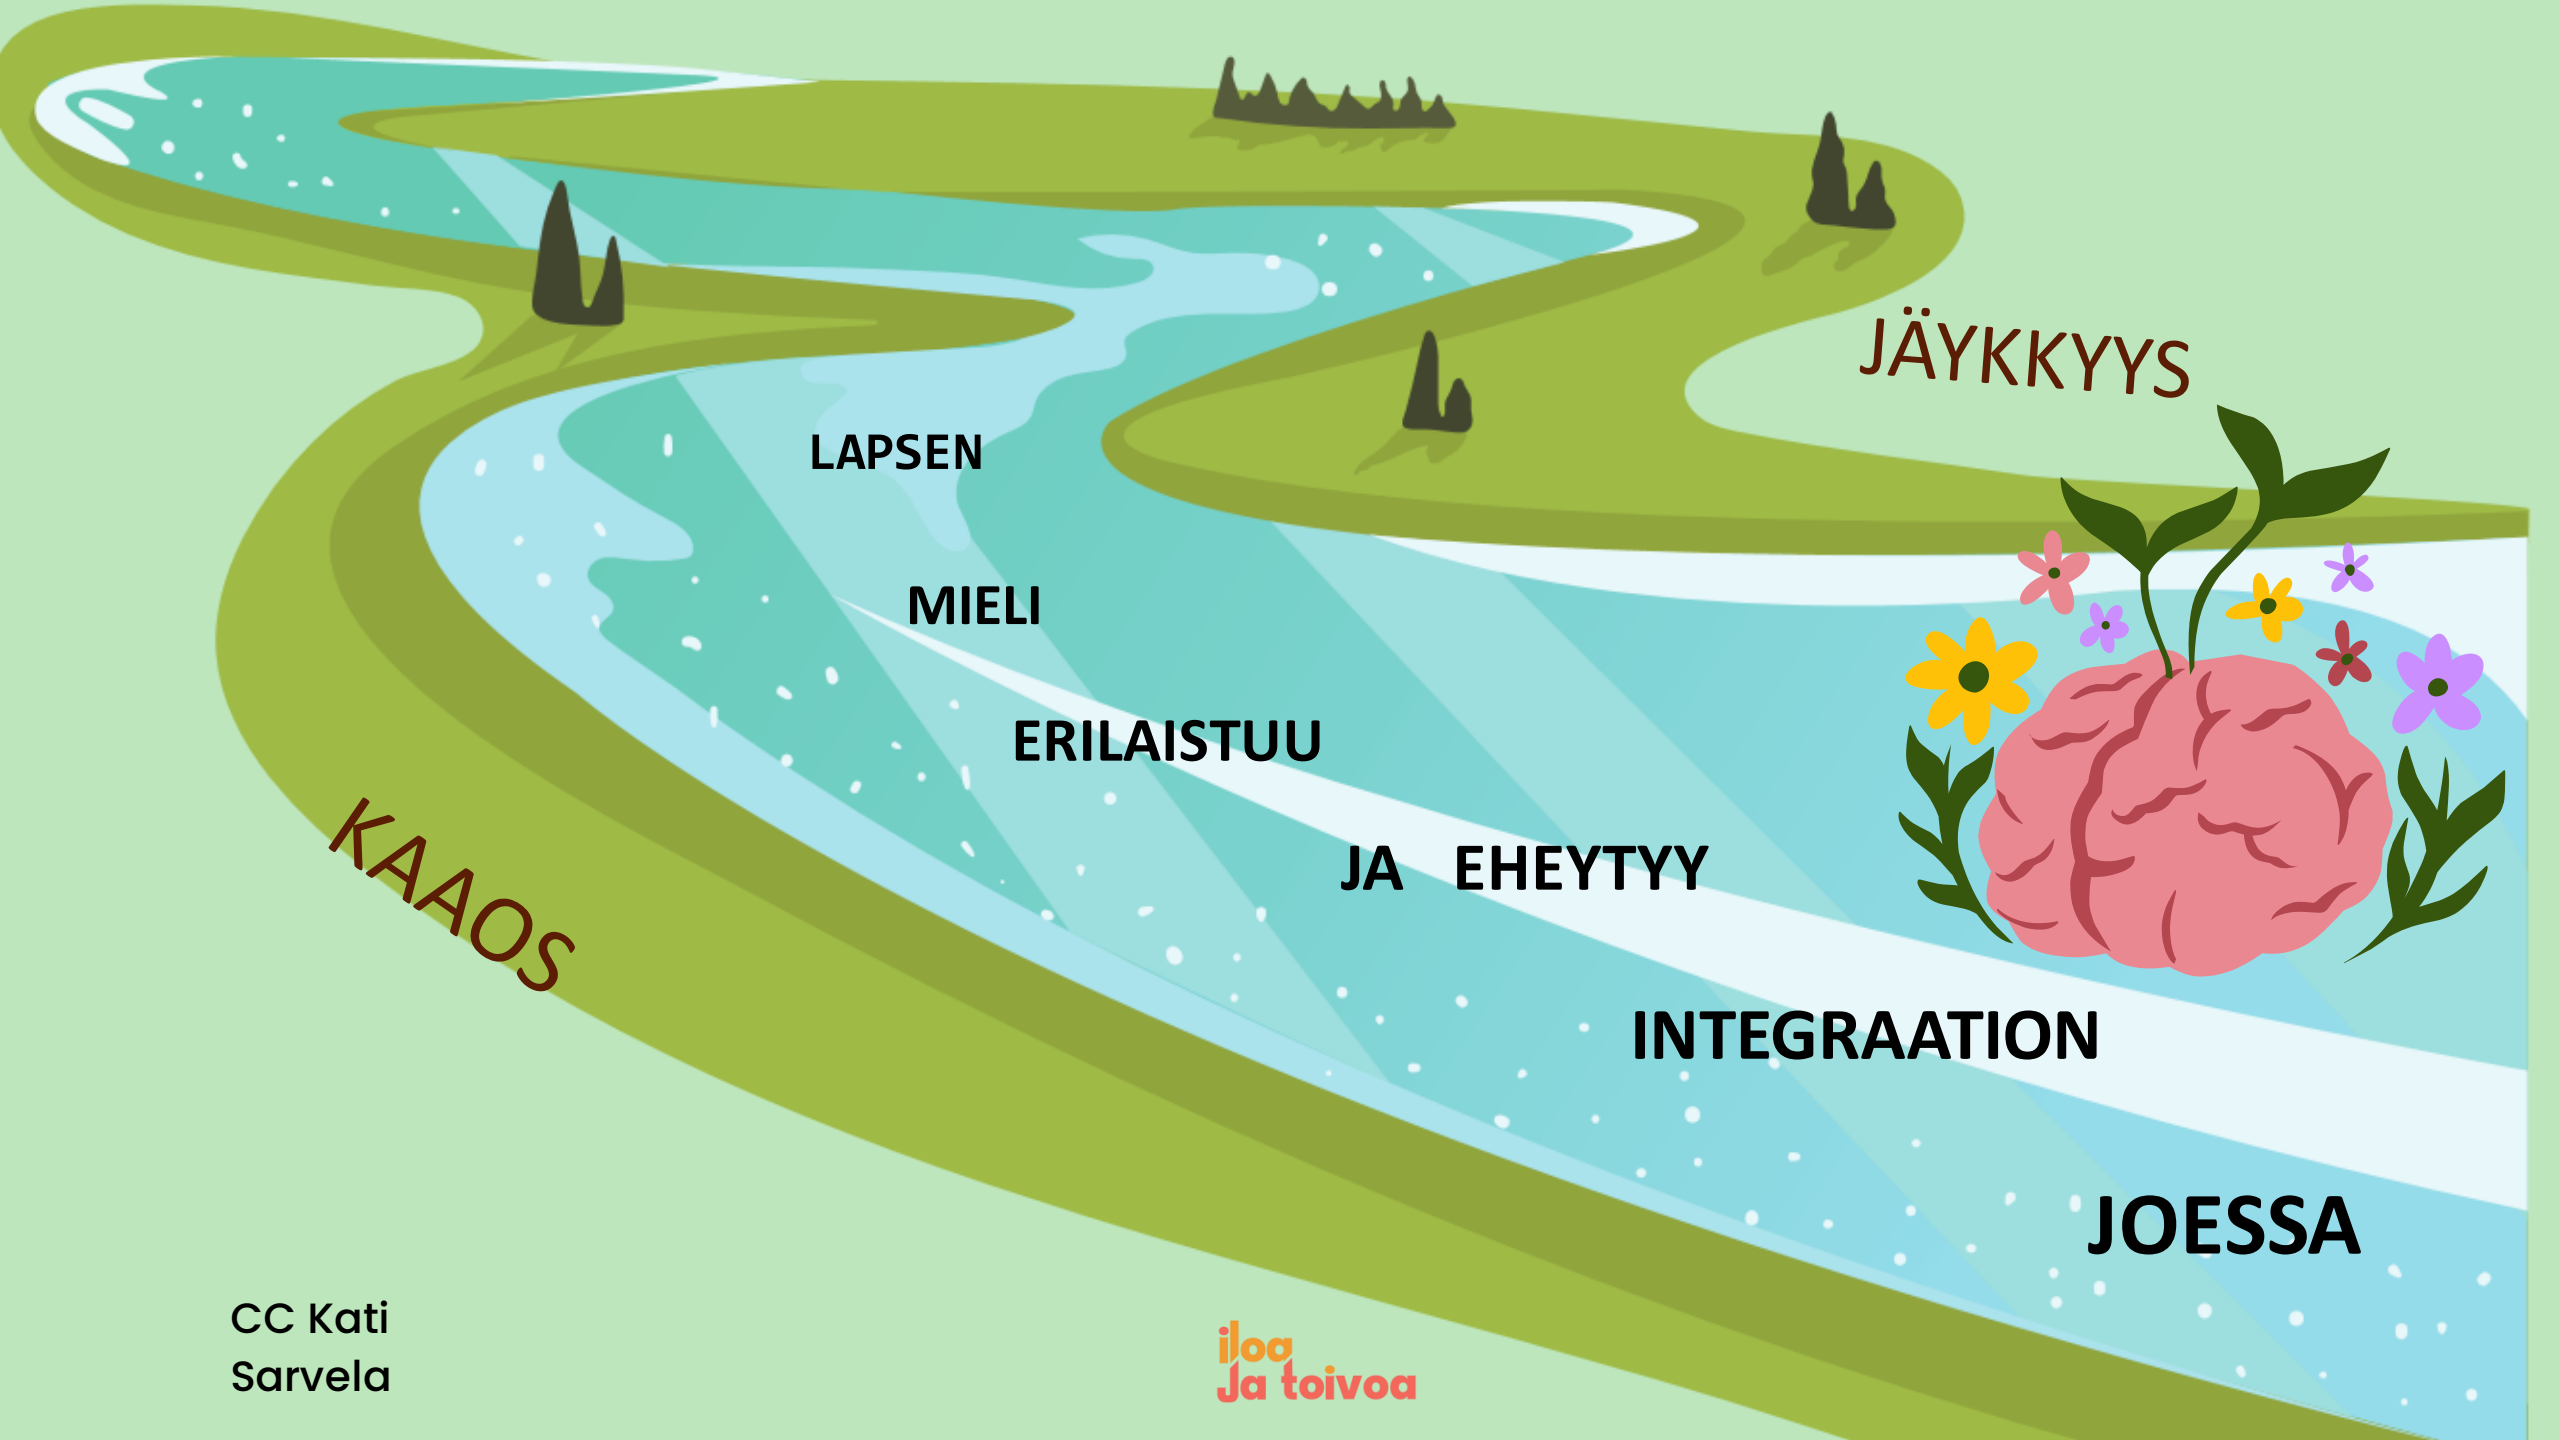 JÄYKKYYS
LAPSEN
MIELI
ERILAISTUU
JA EHEYTYY
INTEGRAATION
JOESSA
KAAOS
CC Kati
Sarvela
iloa
Ja toivoa